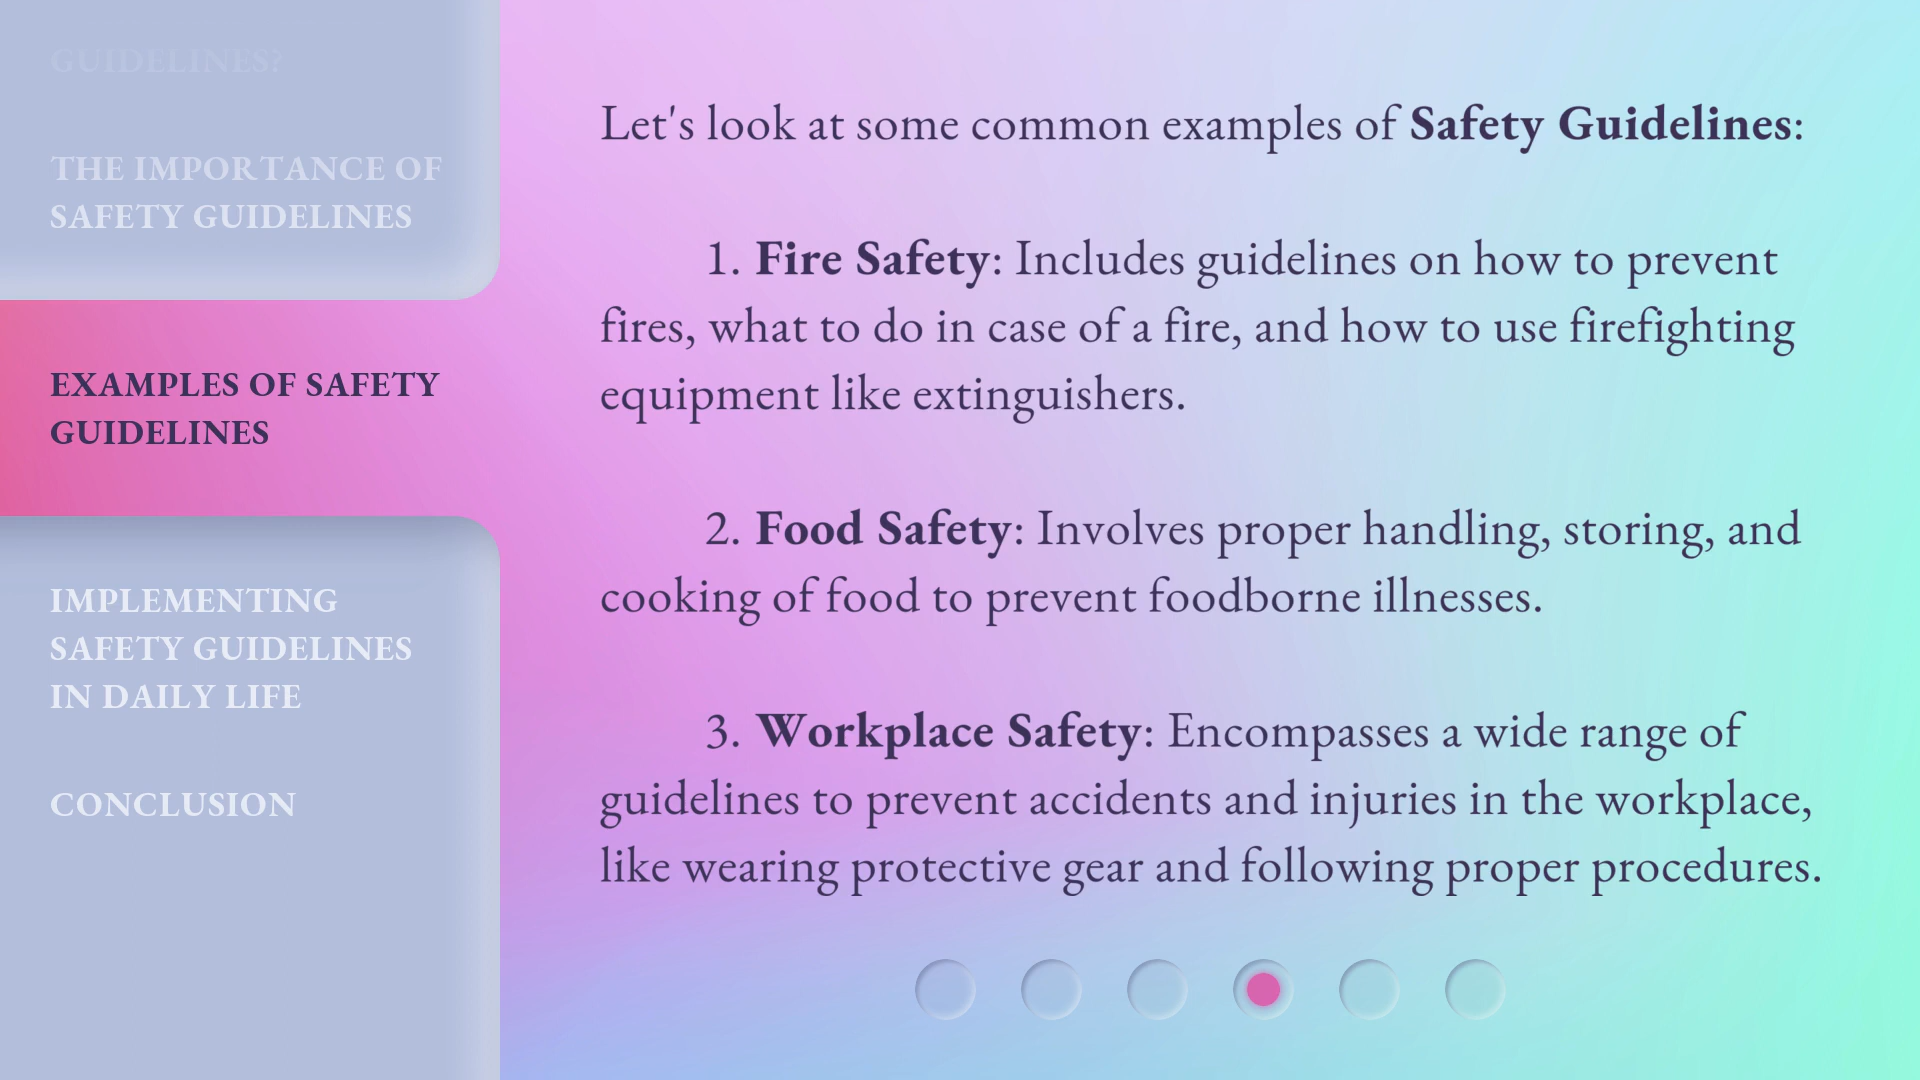 GUIDELINES?
THE IMPORTANCE OF
SAFETY GUIDELINES
EXAMPLES OF SAFETY
GUIDELINES
IMPLEMENTING
SAFETY GUIDELINES
IN DAILY LIFE
CONCLUSION
Let's look at some common examples of Safety Guidelines:
1. Fire Safety: Includes guidelines on how to prevent
fires, what to do in case of a fire, and how to use firefighting
equipment like extinguishers.
2. Food Safety: Involves proper handling, storing, and
cooking of food to prevent foodborne illnesses.
3. Workplace Safety: Encompasses a wide range of
guidelines to prevent accidents and injuries in the workplace,
like wearing protective gear and following proper procedures.